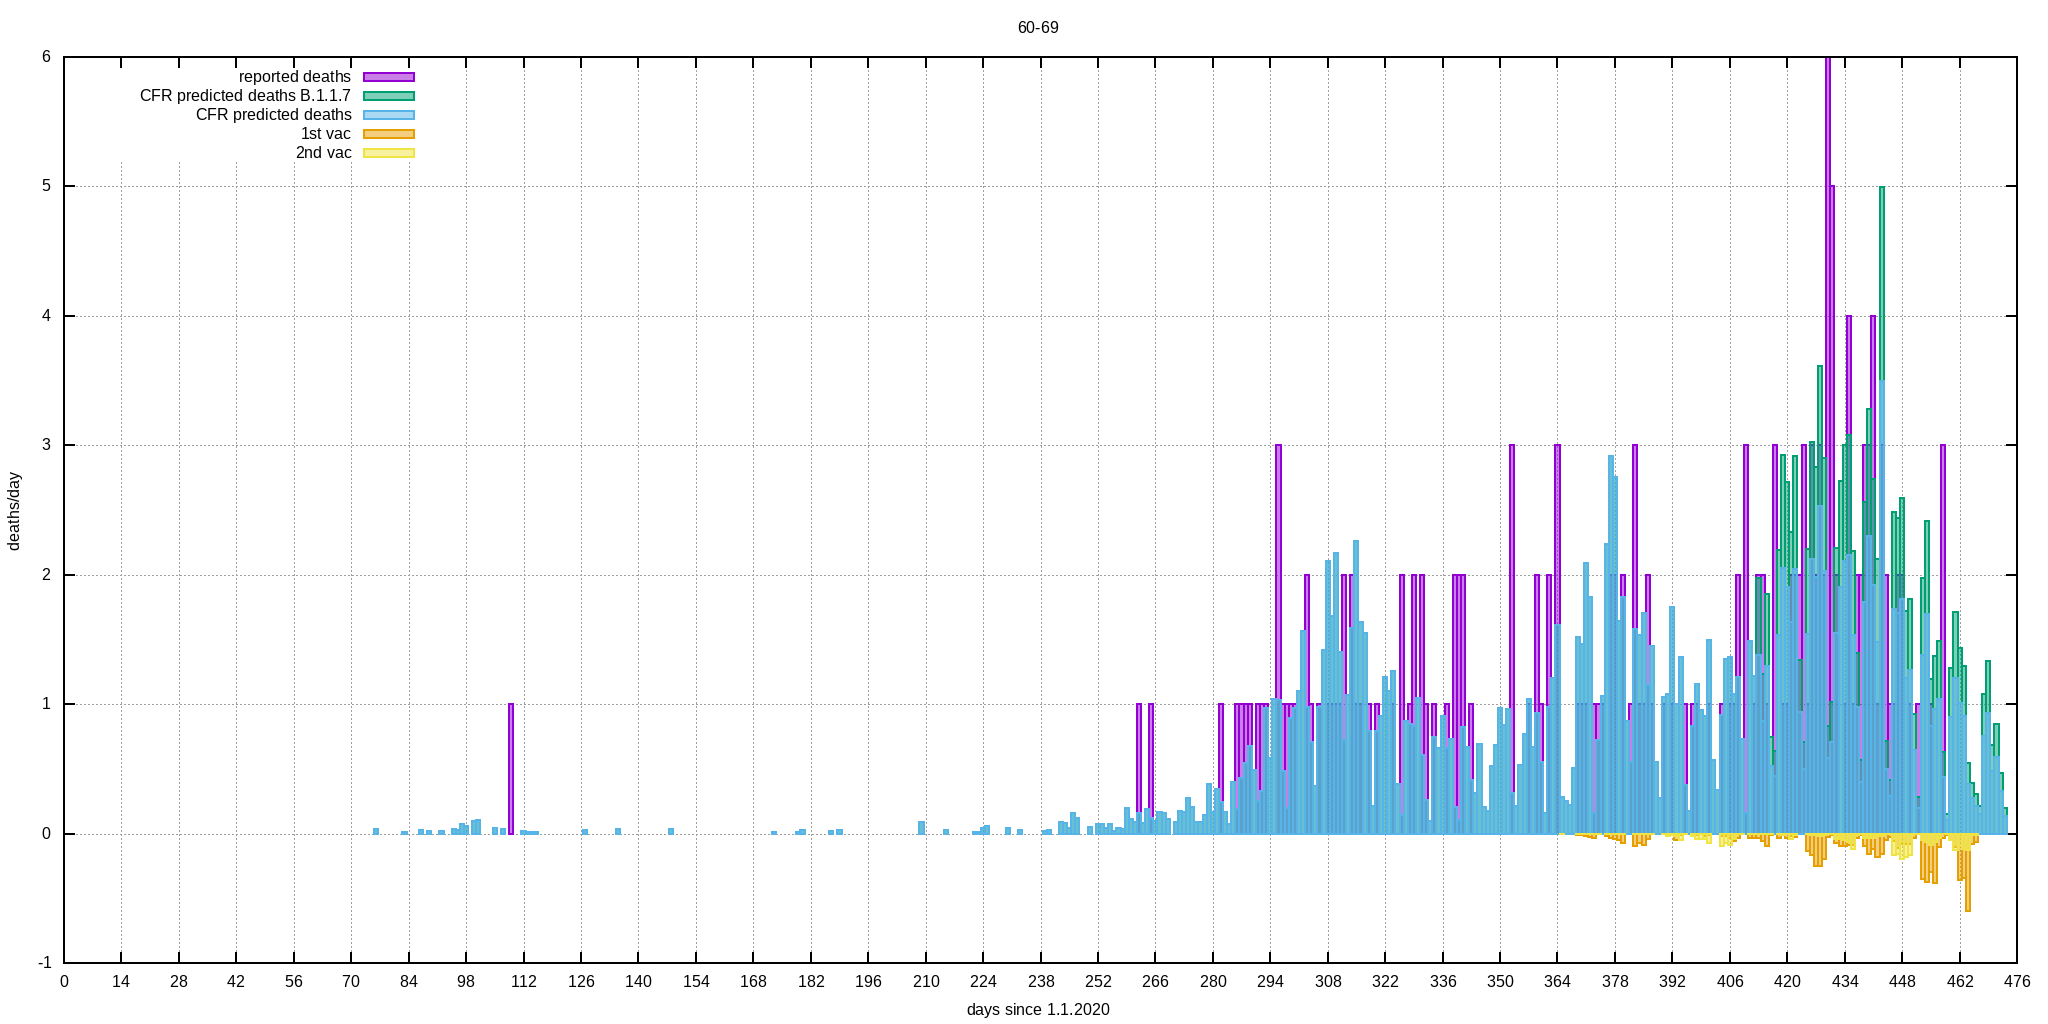 60-69
reported deaths
CFR predicted deaths B.1.1.7
CFR predicted deaths
1st vac
2nd vac
6
5
4
3
2
1
0
-1
deaths/day
0 14 28 42 56 70 84 98 112 126 140 154 168 182 196 210 224 238 252 266 280 294 308 322 336 350 364 378 392 406 420 434 448 462 476
days since 1.1.2020